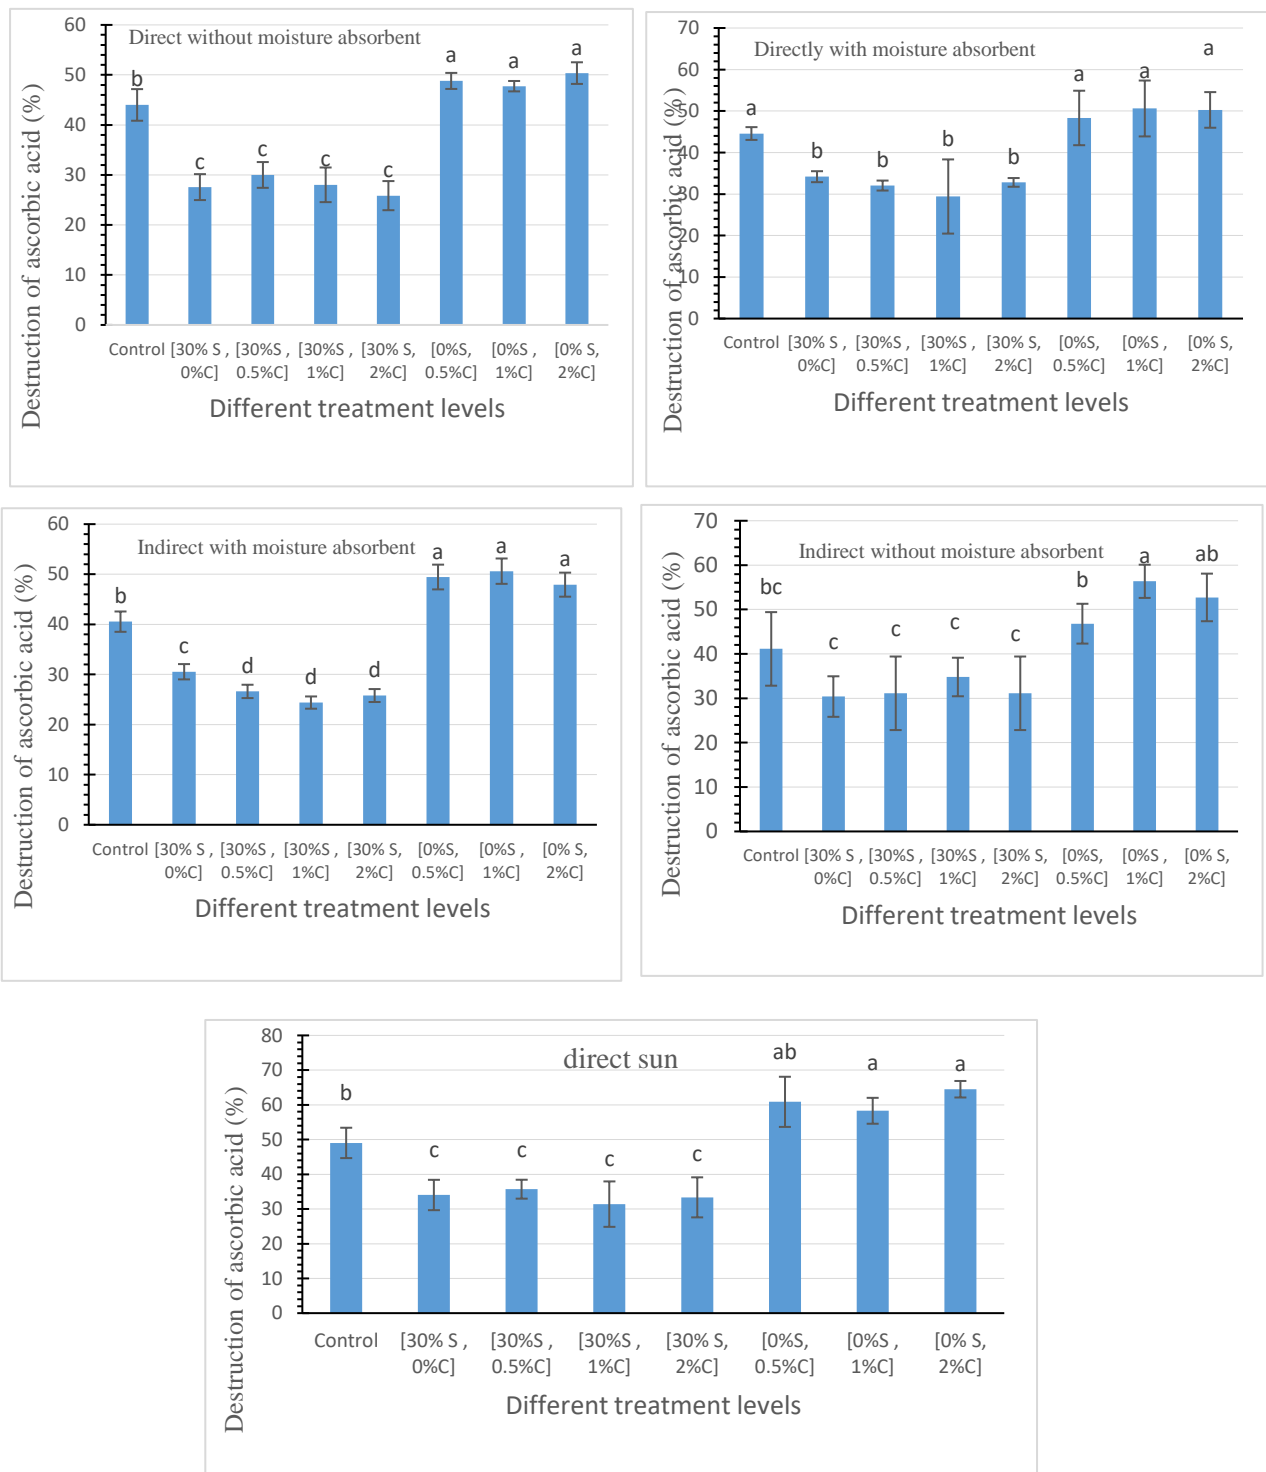 Direct without moisture absorbent
Destruction of ascorbic acid (%)
60
50
40
30
20
10
0
b
c
c
c
c
a
a
a
Control [30% S , [30%S , [30%S , [30% S, [0%S, [0%S , [0% S,
0%C] 0.5%C] 1%C] 2%C] 0.5%C] 1%C] 2%C]
Different treatment levels
Directly with moisture absorbent
Destruction of ascorbic acid (%)
70
60
50
40
30
20
10
0
a
b
b
b
b
a
a
a
Control [30% S , [30%S , [30%S , [30% S, [0%S, [0%S , [0% S,
0%C] 0.5%C] 1%C] 2%C] 0.5%C] 1%C] 2%C]
Different treatment levels
Indirect with moisture absorbent
Destruction of ascorbic acid (%)
60
50
40
30
20
10
0
b
c
d
d
d
a
a
a
Control [30% S , [30%S , [30%S , [30% S, [0%S, [0%S , [0% S,
0%C] 0.5%C] 1%C] 2%C] 0.5%C] 1%C] 2%C]
Different treatment levels
Indirect without moisture absorbent
Destruction of ascorbic acid (%)
70
60
50
40
30
20
10
0
bc
c
c
c
c
b
a
ab
Control [30% S , [30%S , [30%S , [30% S, [0%S, [0%S , [0% S,
0%C] 0.5%C] 1%C] 2%C] 0.5%C] 1%C] 2%C]
Different treatment levels
direct sun
Destruction of ascorbic acid (%)
80
70
60
50
40
30
20
10
0
b
c
c
c
c
ab
a
a
Control [30% S , [30%S , [30%S , [30% S, [0%S, [0%S , [0% S,
0%C] 0.5%C] 1%C] 2%C] 0.5%C] 1%C] 2%C]
Different treatment levels